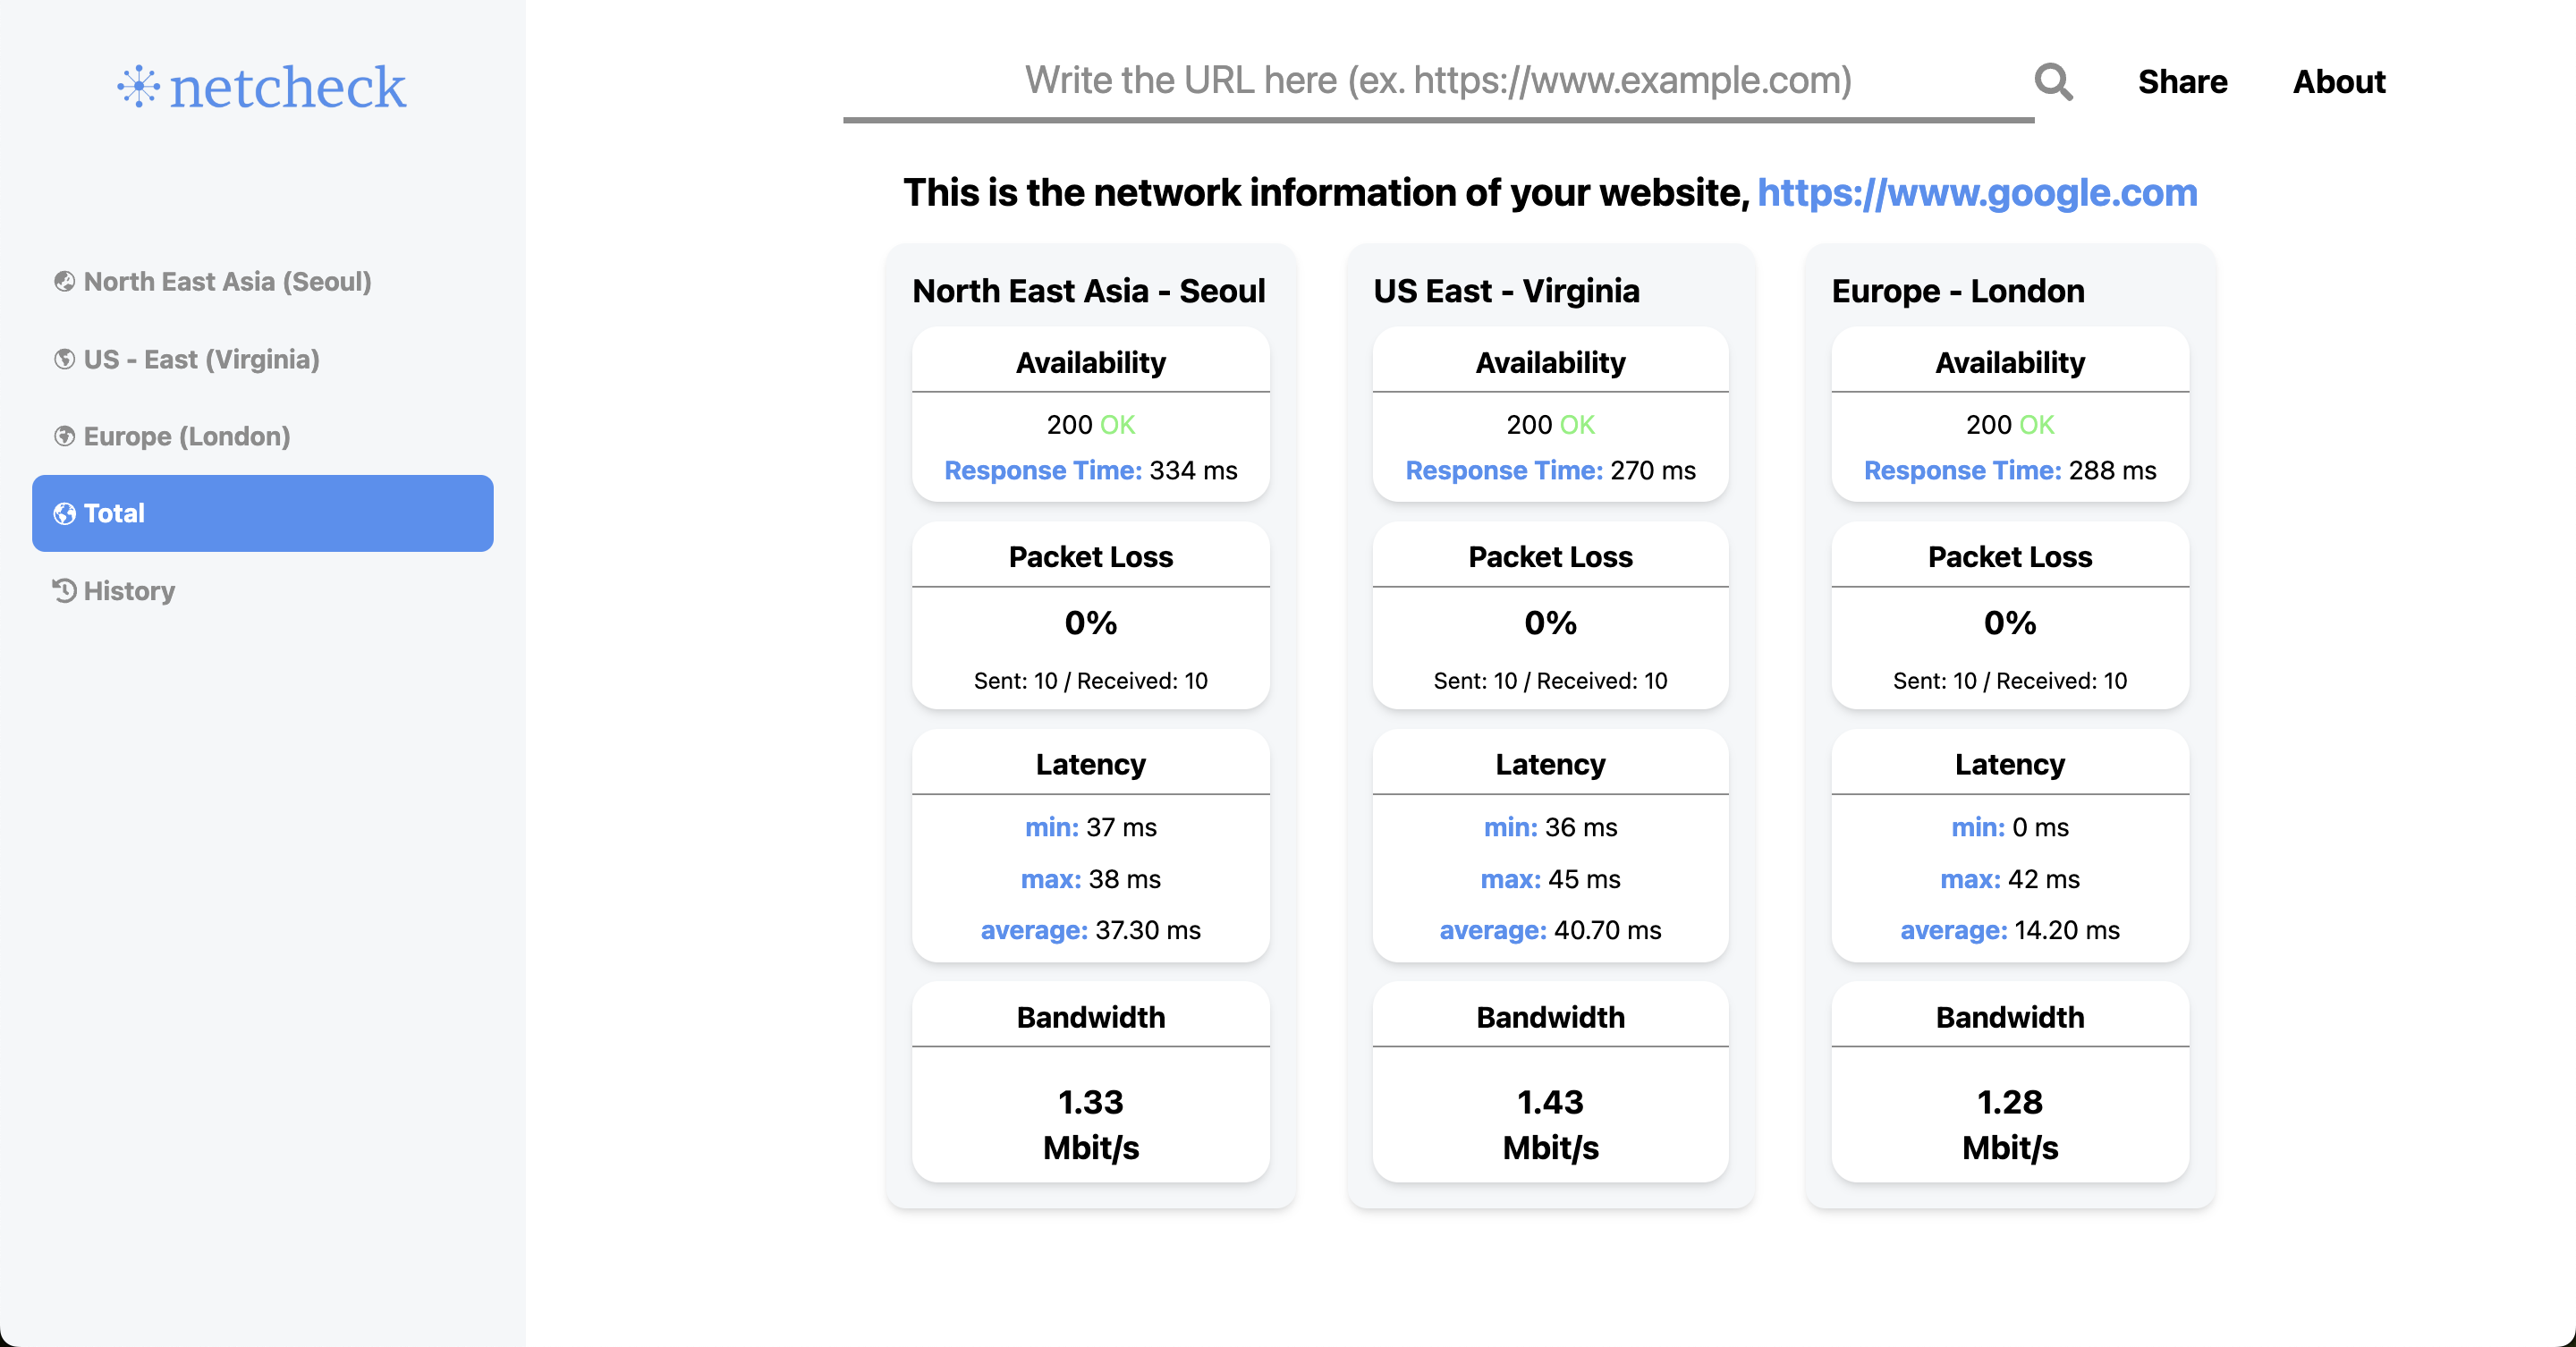 netcheck
Write the URL here (ex. https://www.example.com)
Share
About
North East Asia (Seoul)
US - East (Virginia)
Europe (London)
Total
History
This is the network information of your website, https://www.google.com
North East Asia - Seoul
Availability
200 OK
Response Time: 334 ms
Packet Loss
0%
Sent: 10 / Received: 10
Latency
min: 37 ms
max: 38 ms
average: 37.30 ms
Bandwidth
1.33
Mbit/s
US East - Virginia
Availability
200 OK
Response Time: 270 ms
Packet Loss
0%
Sent: 10 / Received: 10
Latency
min: 36 ms
max: 45 ms
average: 40.70 ms
Bandwidth
1.43
Mbit/s
Europe - London
Availability
200 OK
Response Time: 288 ms
Packet Loss
0%
Sent: 10 / Received: 10
Latency
min: 0 ms
max: 42 ms
average: 14.20 ms
Bandwidth
1.28
Mbit/s